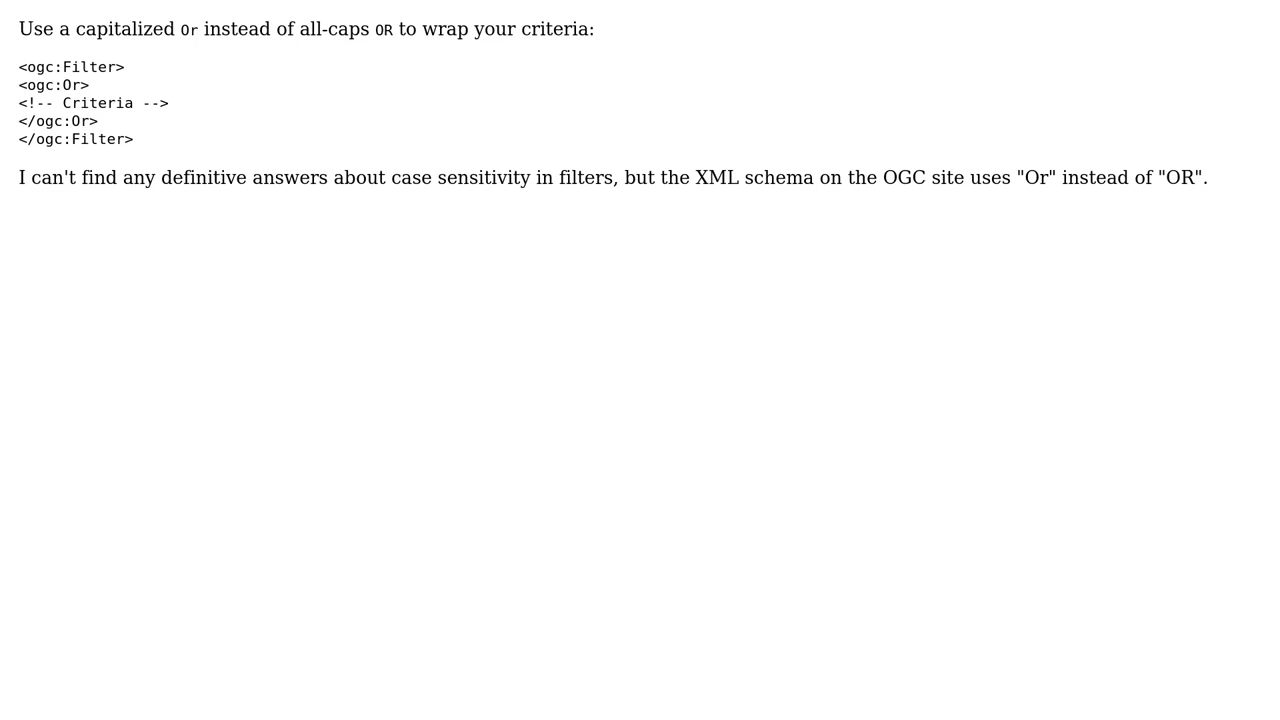 Use a capitalized Or instead of all-caps OR to wrap your criteria:
<ogc:Filter>
<ogc:Or>
<!-- Criteria -->
</ogc:Or>
</ogc:Filter>
I can't find any definitive answers about case sensitivity in filters, but the XML schema on the OGC site uses "Or" instead of "OR".